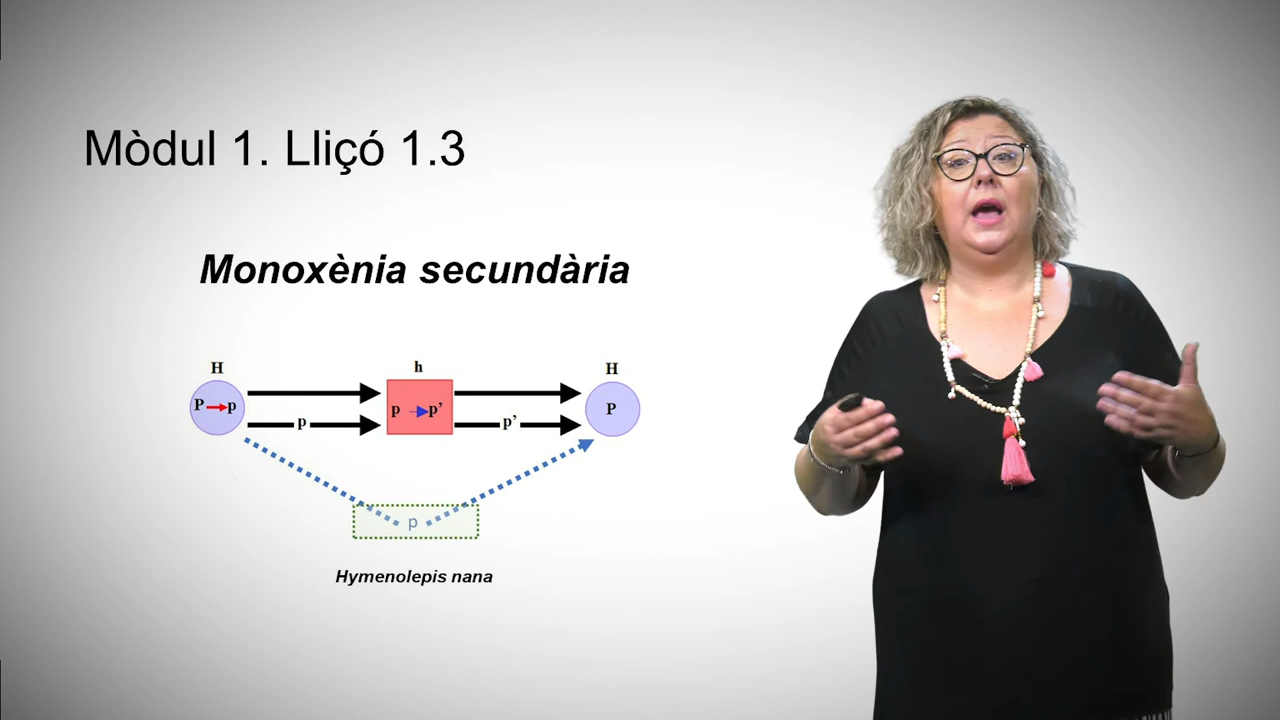 Mòdul 1. Lliçó 1.3
Monoxènia secundària
H h H
P p p p' P
p p'
p
Hymenolepis nana